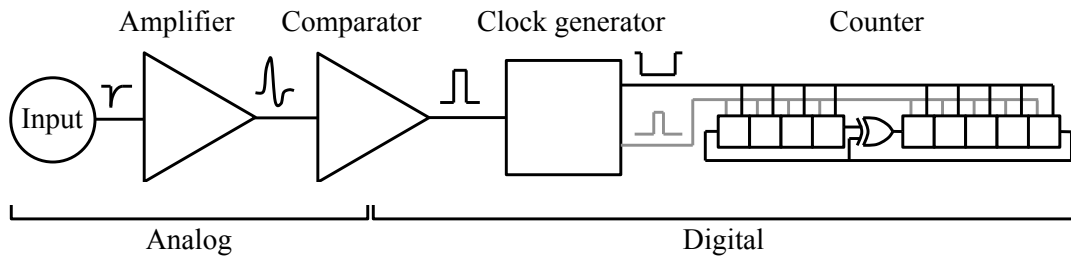 Amplifier Comparator Clock generator Counter
Input
Analog Digital